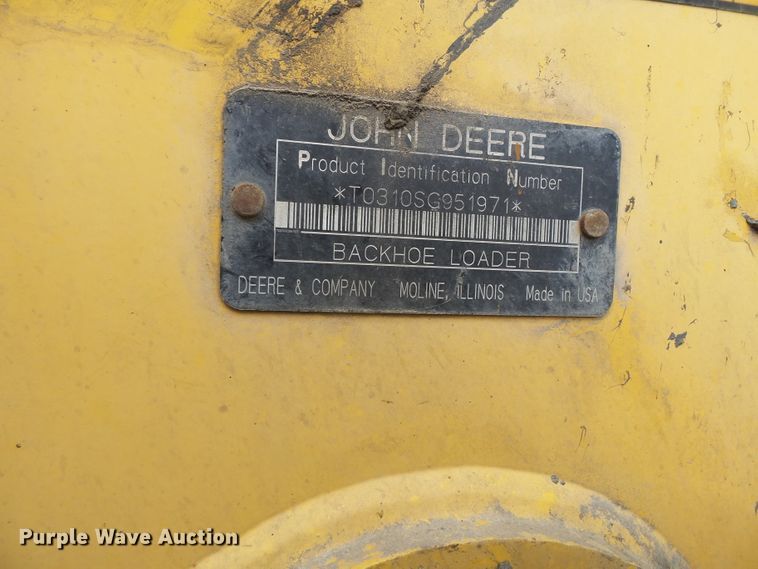 JOHN DEERE
Product Identification Number
*T0310SG951971*
BACKHOE LOADER
DEERE & COMPANY MOLINE, ILLINOIS Made in USA
Purple Wave Auction